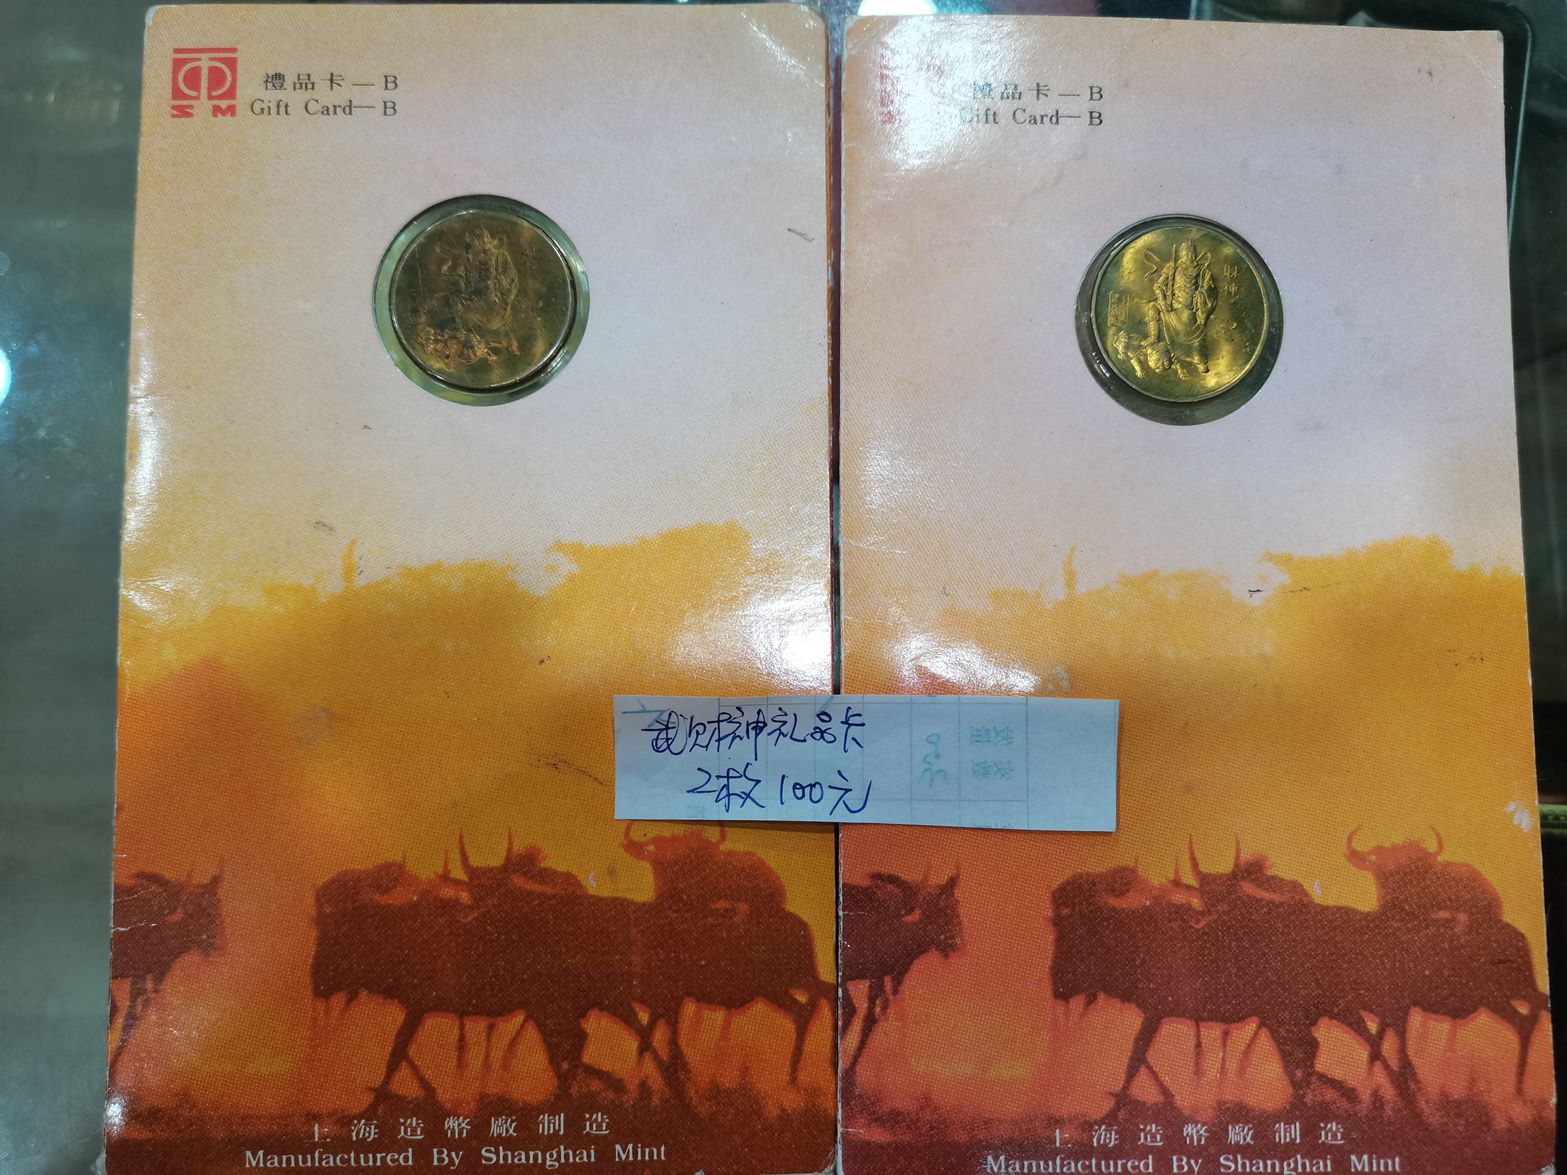 禮品卡—B
Gift Card—B
SM
上海造幣廠制造
Manufactured By Shanghai Mint
禮品卡—B
Gift Card—B
財神
上海造幣廠制造
Manufactured By Shanghai Mint
武财神礼品卡
2枚100元